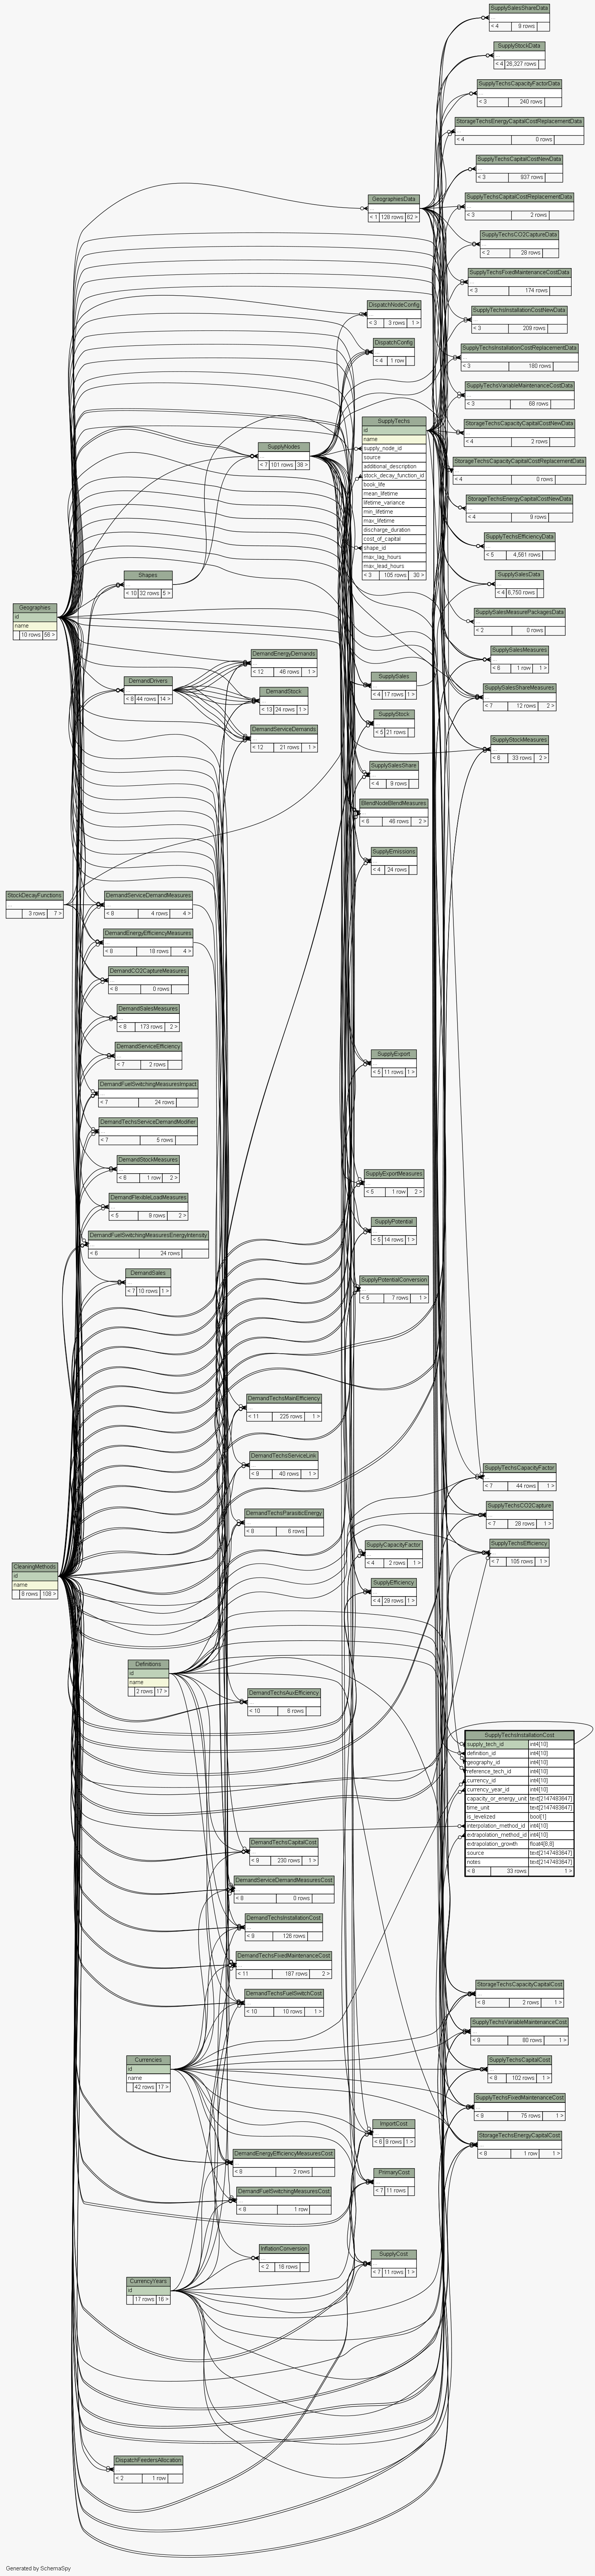 SupplySalesShareData
...
< 4 9 rows
SupplyStockData
...
< 4 26,327 rows
SupplyTechsCapacityFactorData
...
< 3 240 rows
StorageTechsEnergyCapitalCostReplacementData
...
< 4 0 rows
SupplyTechsCapitalCostNewData
...
< 3 937 rows
SupplyTechsCapitalCostReplacementData
...
< 3 2 rows
GeographiesData
...
< 1 128 rows 62 >
SupplyTechsCO2CaptureData
...
< 2 28 rows
SupplyTechsFixedMaintenanceCostData
...
< 3 174 rows
DispatchNodeConfig
...
< 3 3 rows 1 >
SupplyTechsInstallationCostNewData
...
< 3 209 rows
DispatchConfig
...
< 4 1 row
SupplyTechsInstallationCostReplacementData
...
< 3 180 rows
SupplyTechsVariableMaintenanceCostData
...
< 3 68 rows
SupplyTechs
id
name
supply_node_id
source
additional_description
stock_decay_function_id
book_life
mean_lifetime
lifetime_variance
min_lifetime
max_lifetime
discharge_duration
cost_of_capital
shape_id
max_lag_hours
max_lead_hours
< 3 105 rows 30 >
StorageTechsCapacityCapitalCostNewData
...
< 4 2 rows
SupplyNodes
...
< 7 101 rows 38 >
StorageTechsCapacityCapitalCostReplacementData
...
< 4 0 rows
StorageTechsEnergyCapitalCostNewData
...
< 4 9 rows
SupplyTechsEfficiencyData
...
< 5 4,561 rows
Shapes
...
< 10 32 rows 5 >
SupplySalesData
...
< 4 6,750 rows
Geographies
id
name
10 rows 56 >
SupplySalesMeasurePackagesData
...
< 2 0 rows
DemandEnergyDemands
...
< 12 46 rows 1 >
SupplySalesMeasures
...
< 8 1 row 1 >
DemandDrivers
...
< 8 44 rows 14 >
DemandStock
...
< 13 24 rows 1 >
SupplySales
...
< 4 17 rows 1 >
SupplySalesShareMeasures
...
< 7 12 rows 2 >
DemandServiceDemands
...
< 12 21 rows 1 >
SupplyStock
...
< 5 21 rows
SupplyStockMeasures
...
< 8 33 rows 2 >
SupplySalesShare
...
< 4 9 rows
BlendNodeBlendMeasures
...
< 6 46 rows 2 >
SupplyEmissions
...
< 4 24 rows
StockDecayFunctions
...
3 rows 7 >
DemandServiceDemandMeasures
...
< 8 4 rows 4 >
DemandEnergyEfficiencyMeasures
...
< 8 18 rows 4 >
DemandCO2CaptureMeasures
...
< 8 0 rows
DemandSalesMeasures
...
< 8 173 rows 2 >
DemandServiceEfficiency
...
< 7 2 rows
SupplyExport
...
< 5 11 rows 1 >
DemandFuelSwitchingMeasuresImpact
...
< 7 24 rows
DemandTechsServiceDemandModifier
...
< 7 5 rows
DemandStockMeasures
...
< 6 1 row 2 >
SupplyExportMeasures
...
< 5 1 row 2 >
DemandFlexibleLoadMeasures
...
< 5 9 rows 2 >
SupplyPotential
...
< 5 14 rows 1 >
DemandFuelSwitchingMeasuresEnergyIntensity
...
< 6 24 rows
DemandSales
...
< 7 10 rows 1 >
SupplyPotentialConversion
...
< 5 7 rows 1 >
DemandTechsMainEfficiency
...
< 11 225 rows 1 >
DemandTechsServiceLink
...
< 9 40 rows 1 >
SupplyTechsCapacityFactor
...
< 7 44 rows 1 >
DemandTechsParasiticEnergy
...
< 8 6 rows
SupplyTechsCO2Capture
...
< 7 28 rows 1 >
SupplyCapacityFactor
...
< 4 2 rows 1 >
SupplyTechsEfficiency
...
< 7 105 rows 1 >
CleaningMethods
id
name
8 rows 108 >
SupplyEfficiency
...
< 4 29 rows 1 >
Definitions
id
name
2 rows 17 >
DemandTechsAuxEfficiency
...
< 10 6 rows
SupplyTechsInstallationCost
supply_tech_id int4[10]
definition_id int4[10]
geography_id int4[10]
reference_tech_id int4[10]
currency_id int4[10]
currency_year_id int4[10]
capacity_or_energy_unit text[2147483647]
time_unit text[2147483647]
is_levelized bool[1]
interpolation_method_id int4[10]
extrapolation_method_id int4[10]
extrapolation_growth float4[8,8]
source text[2147483647]
notes text[2147483647]
< 8 33 rows 1 >
DemandTechsCapitalCost
...
< 9 230 rows 1 >
DemandServiceDemandMeasuresCost
...
< 8 0 rows
DemandTechsInstallationCost
...
< 9 126 rows
DemandTechsFixedMaintenanceCost
...
< 11 187 rows 2 >
DemandTechsFuelSwitchCost
...
< 10 10 rows 1 >
StorageTechsCapacityCapitalCost
...
< 8 2 rows 1 >
SupplyTechsVariableMaintenanceCost
...
< 9 80 rows 1 >
Currencies
id
name
42 rows 17 >
SupplyTechsCapitalCost
...
< 8 102 rows 1 >
SupplyTechsFixedMaintenanceCost
...
< 9 75 rows 1 >
ImportCost
...
< 6 8 rows 1 >
StorageTechsEnergyCapitalCost
...
< 8 1 row 1 >
DemandEnergyEfficiencyMeasuresCost
...
< 8 2 rows
PrimaryCost
...
< 7 11 rows
DemandFuelSwitchingMeasuresCost
...
< 8 1 row
InflationConversion
...
< 2 16 rows
SupplyCost
...
< 7 11 rows 1 >
CurrencyYears
id
17 rows 16 >
DispatchFeedersAllocation
...
< 2 1 row
Generated by SchemaSpy